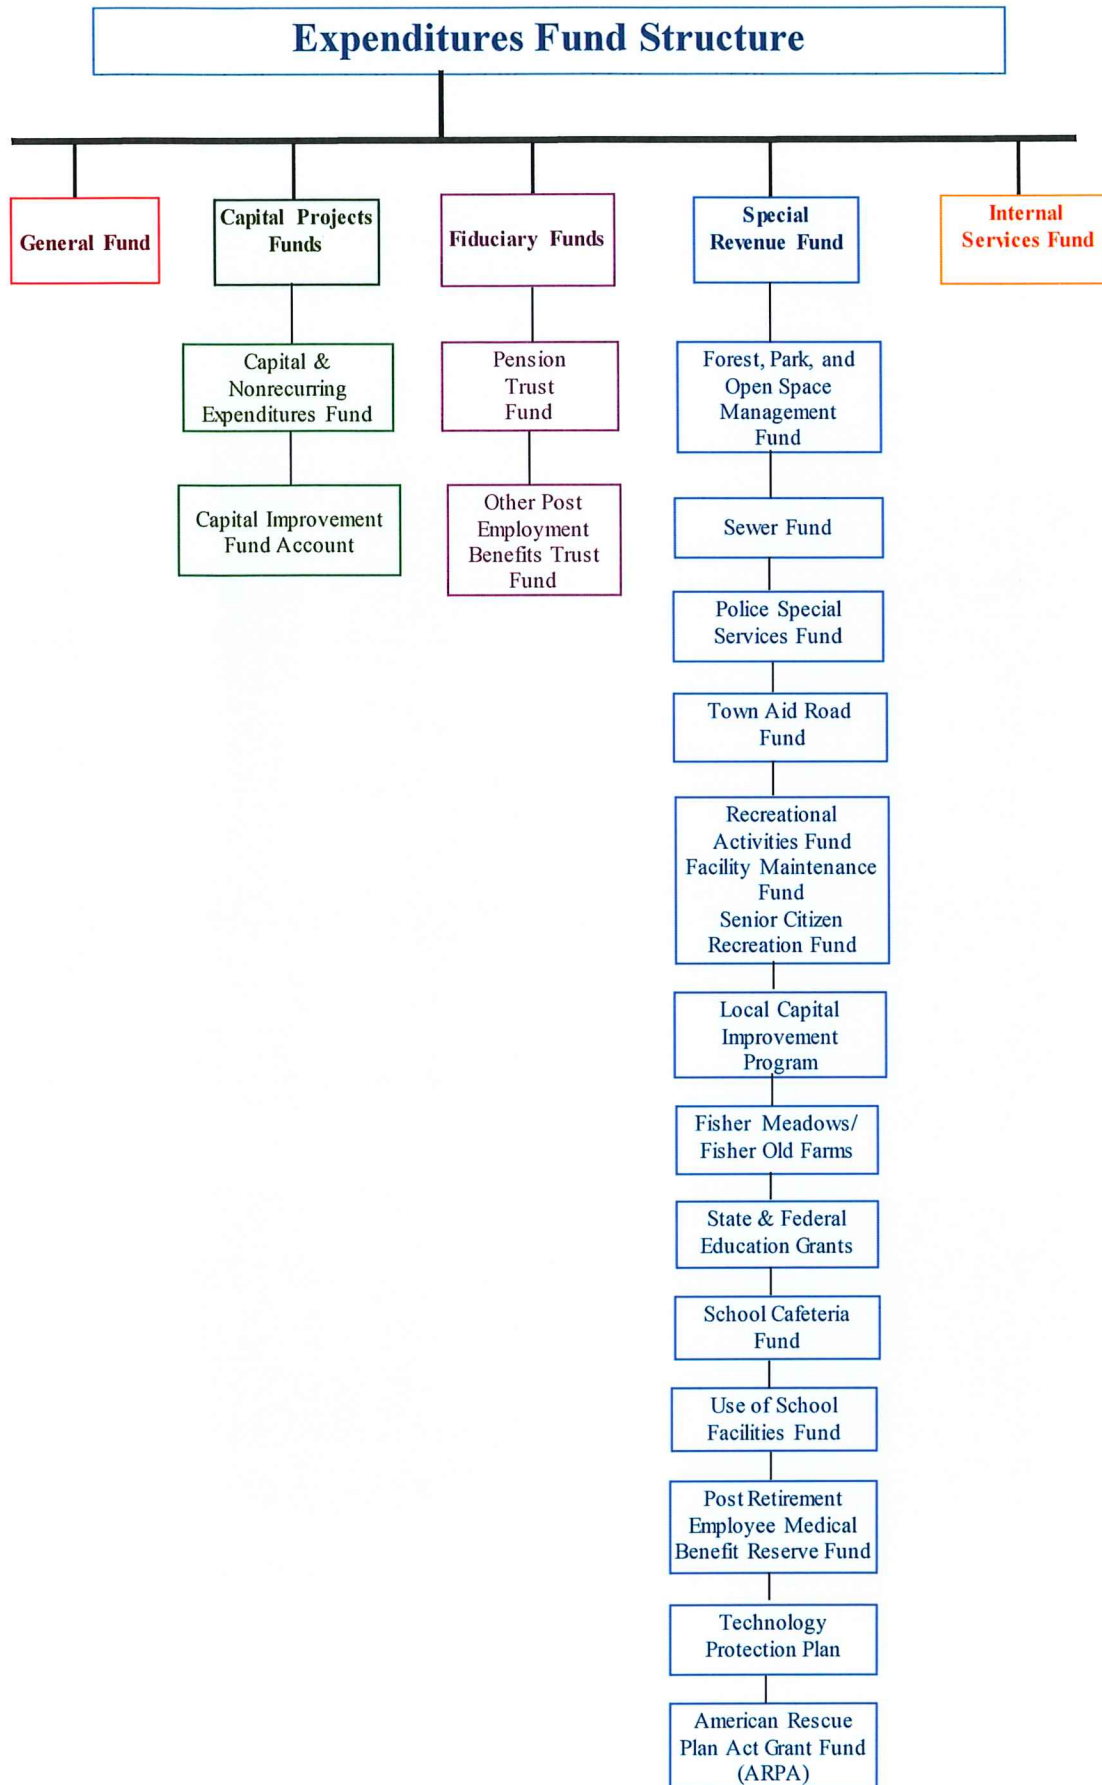 Expenditures Fund Structure
General Fund
Capital Projects
Funds
Fiduciary Funds
Special
Revenue Fund
Internal
Services Fund
Capital &
Nonrecurring
Expenditures Fund
Capital Improvement
Fund Account
Pension
Trust
Fund
Other Post
Employment
Benefits Trust
Fund
Forest, Park, and
Open Space
Management
Fund
Sewer Fund
Police Special
Services Fund
Town Aid Road
Fund
Recreational
Activities Fund
Facility Maintenance
Fund
Senior Citizen
Recreation Fund
Local Capital
Improvement
Program
Fisher Meadows/
Fisher Old Farms
State & Federal
Education Grants
School Cafeteria
Fund
Use of School
Facilities Fund
Post Retirement
Employee Medical
Benefit Reserve Fund
Technology
Protection Plan
American Rescue
Plan Act Grant Fund
(ARPA)